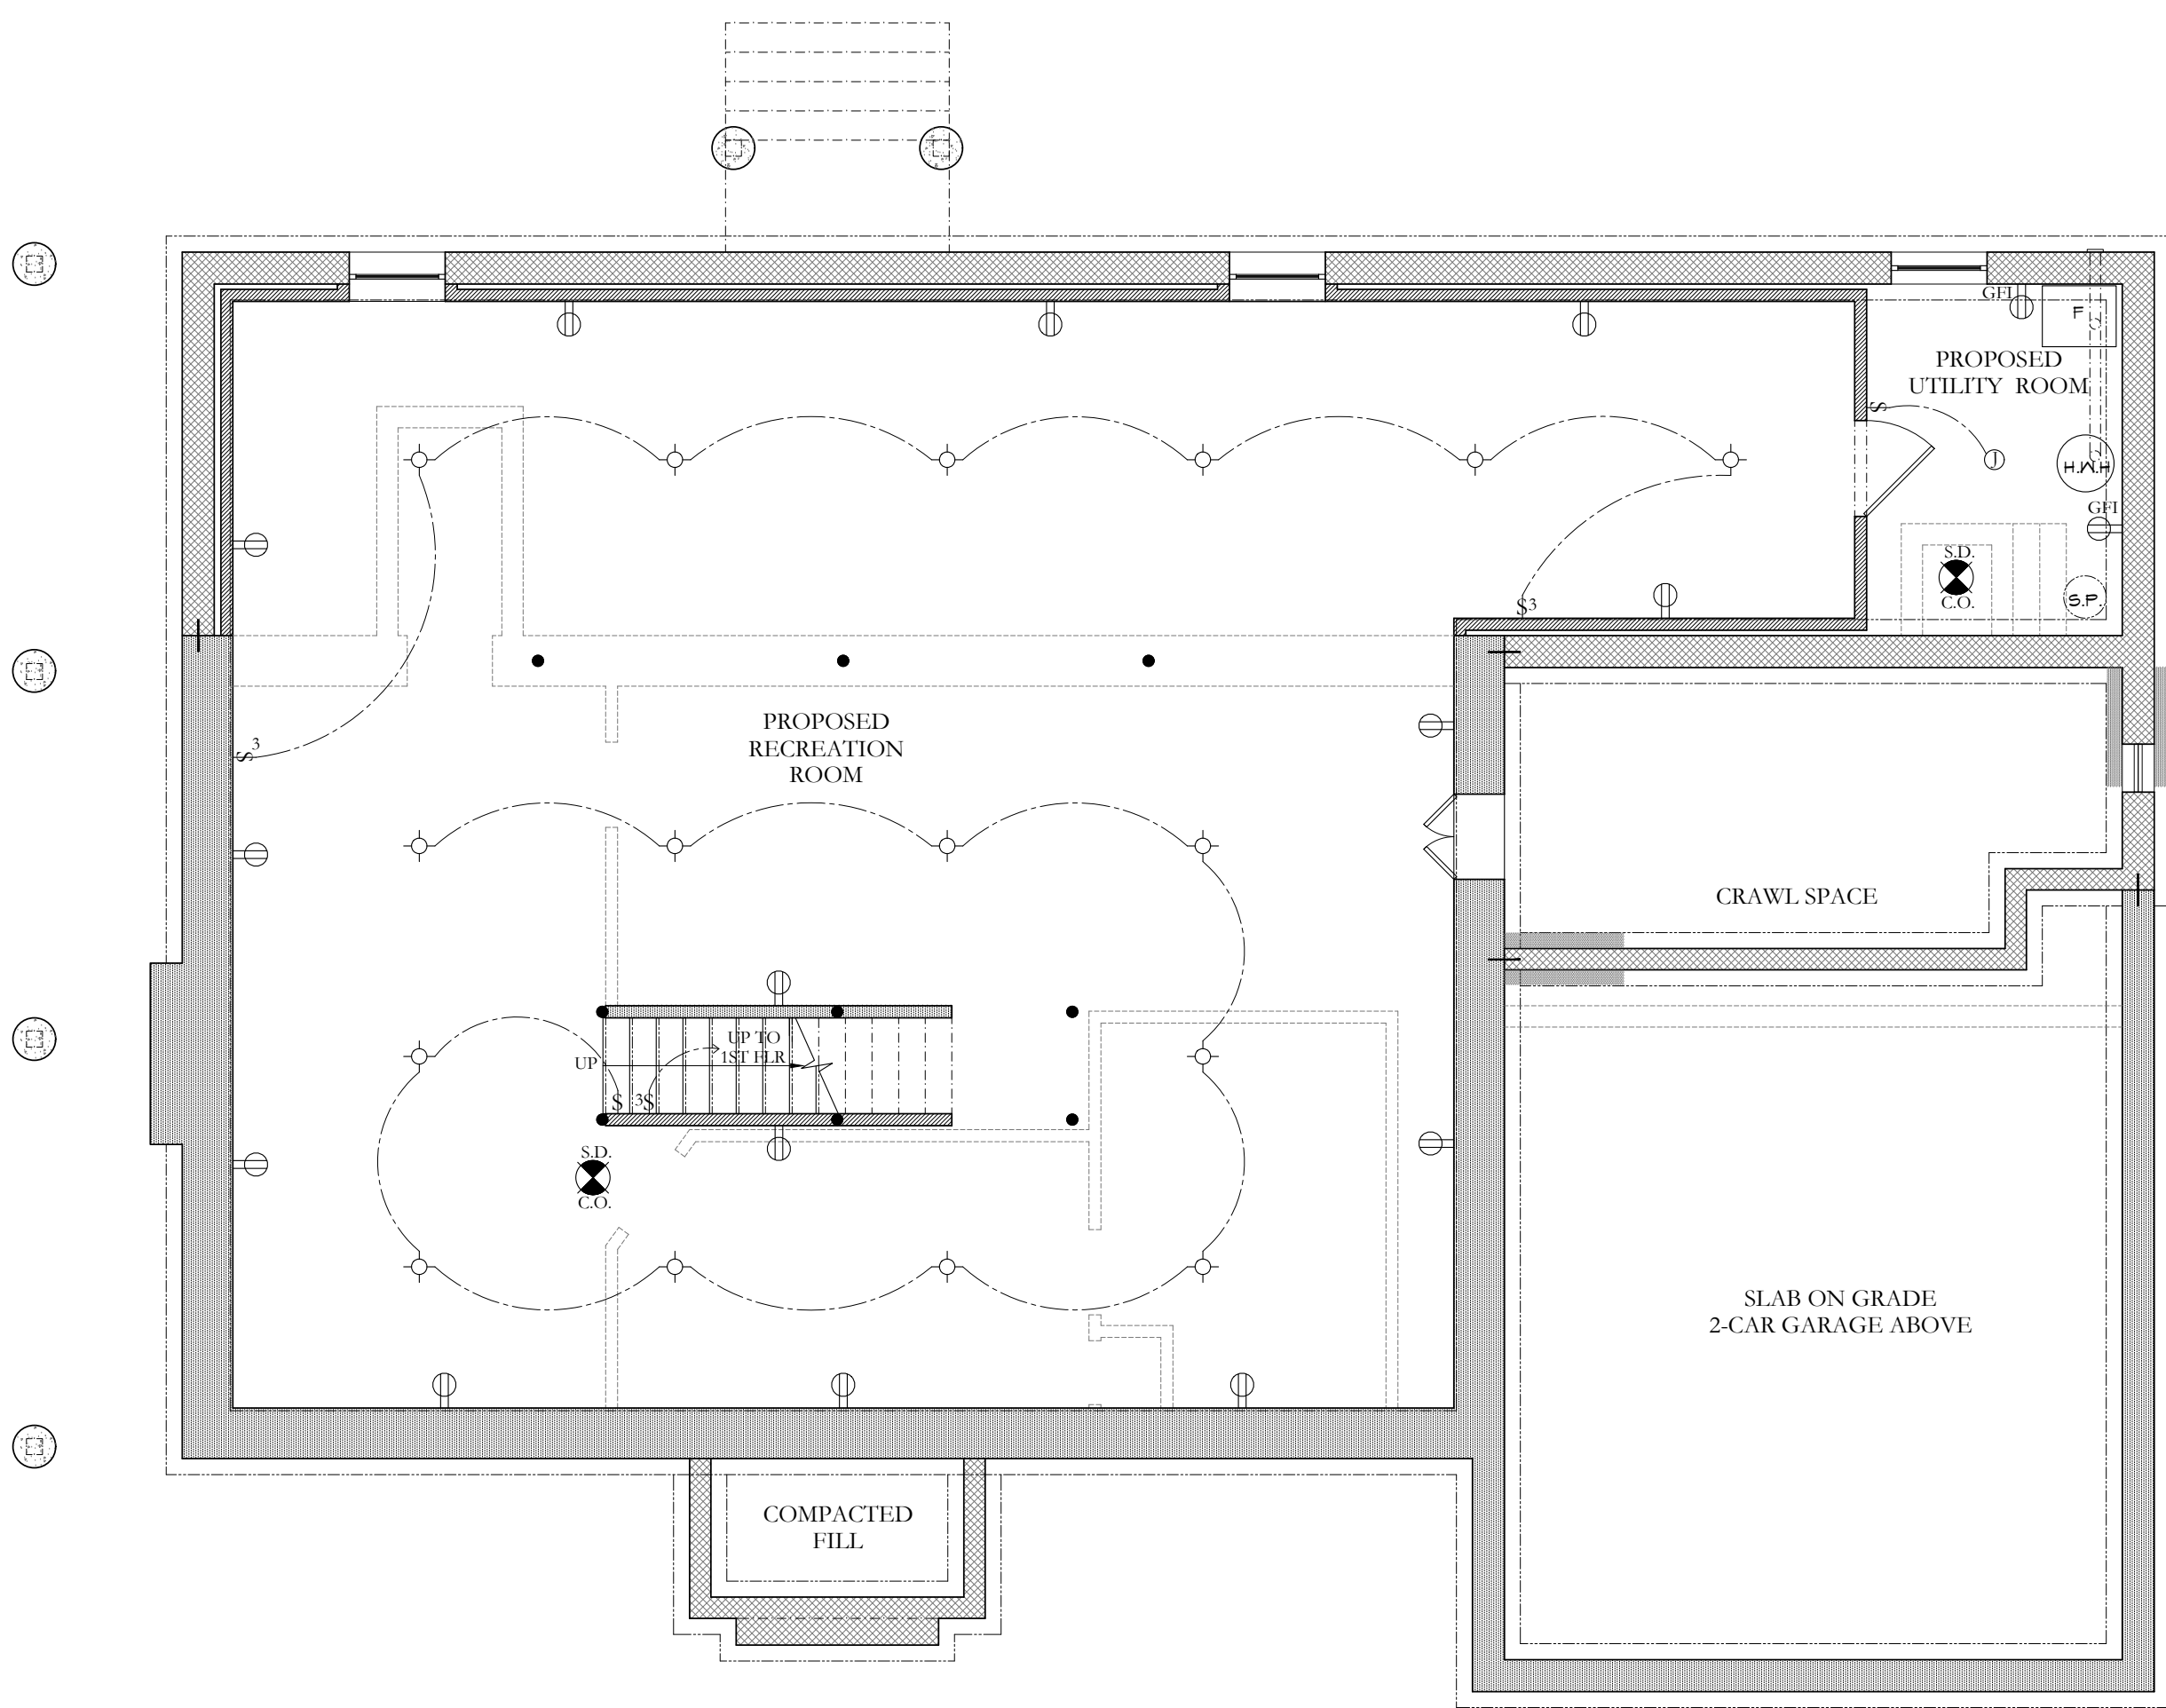 GFI
F
PROPOSED
UTILITY ROOM
$
J
H.W.H
GFI
S.D.
C.O.
S.P.
$3
PROPOSED
RECREATION
ROOM
$3
CRAWL SPACE
UP TO
1ST FLR
UP
$ 3$
S.D.
C.O.
SLAB ON GRADE
2-CAR GARAGE ABOVE
COMPACTED
FILL